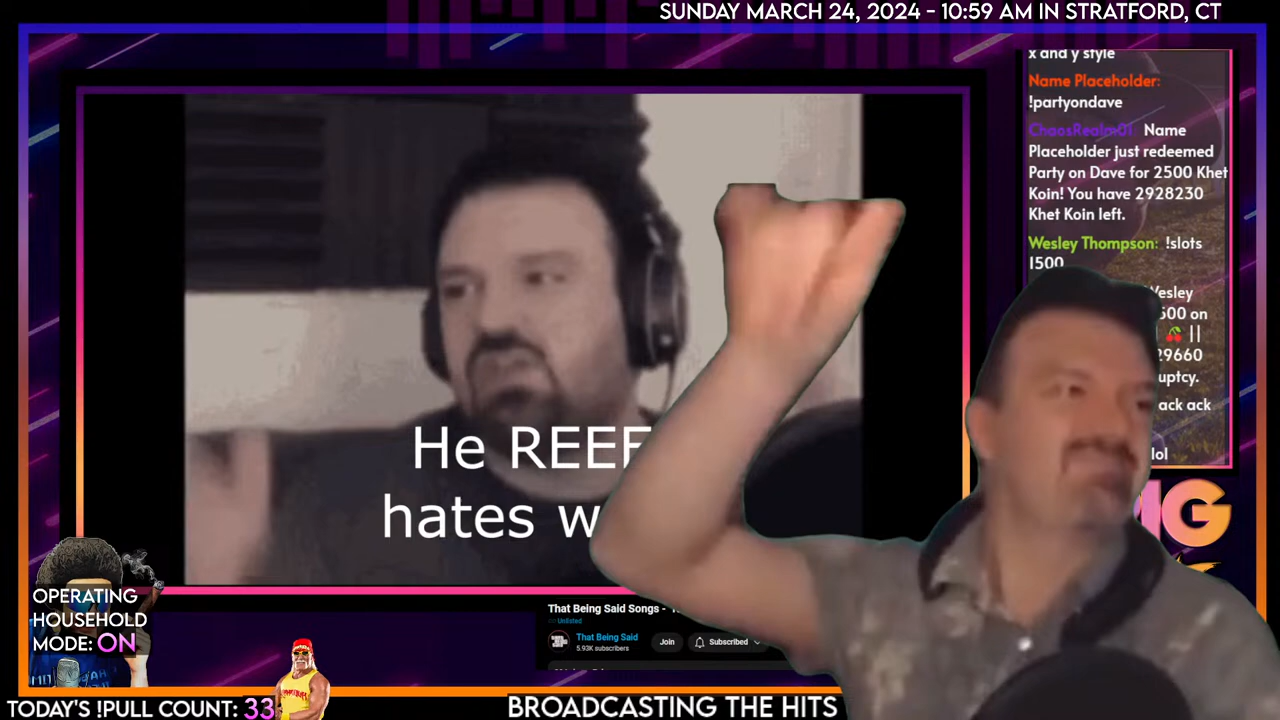 SUNDAY MARCH 24, 2024 - 10:59 AM IN STRATFORD, CT
x and y style
Name Placeholder:
!partyondave
ChaosRealm01: Name
Placeholder just redeemed
Party on Dave for 2500 Khet
Koin! You have 2928230
Khet Koin left.
Wesley Thompson: !slots
1500
Wesley
500 on
|| 🍒 ||
29660
uptcy.
ack ack
lol
He REEE
hates w
OPERATING
HOUSEHOLD
MODE: ON
That Being Said Songs -
Unlisted
That Being Said
5.93K subscribers
Join
Subscribed
TODAY'S !PULL COUNT: 33
BROADCASTING THE HITS